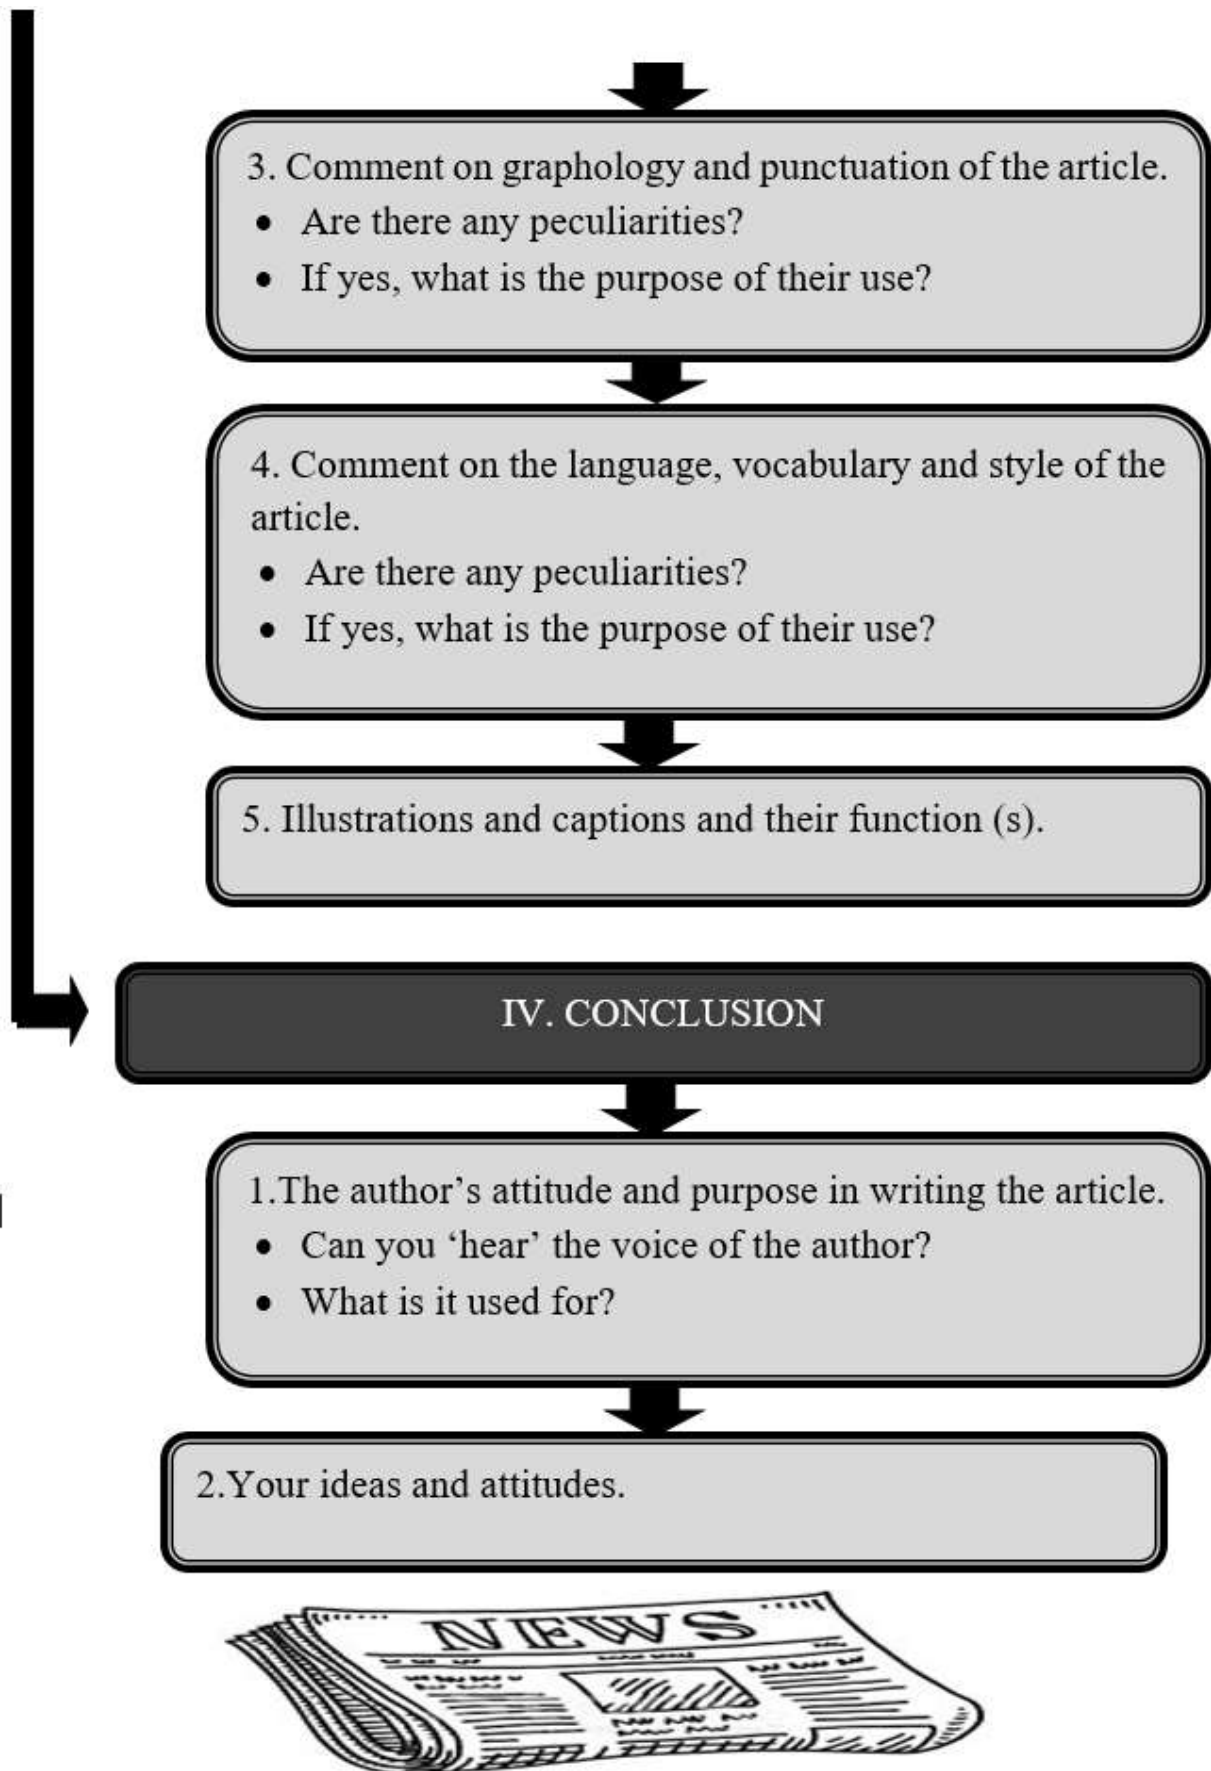 3. Comment on graphology and punctuation of the article.
• Are there any peculiarities?
• If yes, what is the purpose of their use?
4. Comment on the language, vocabulary and style of the
article.
• Are there any peculiarities?
• If yes, what is the purpose of their use?
5. Illustrations and captions and their function (s).
IV. CONCLUSION
1.The author’s attitude and purpose in writing the article.
• Can you ‘hear’ the voice of the author?
• What is it used for?
2.Your ideas and attitudes.
NEWS